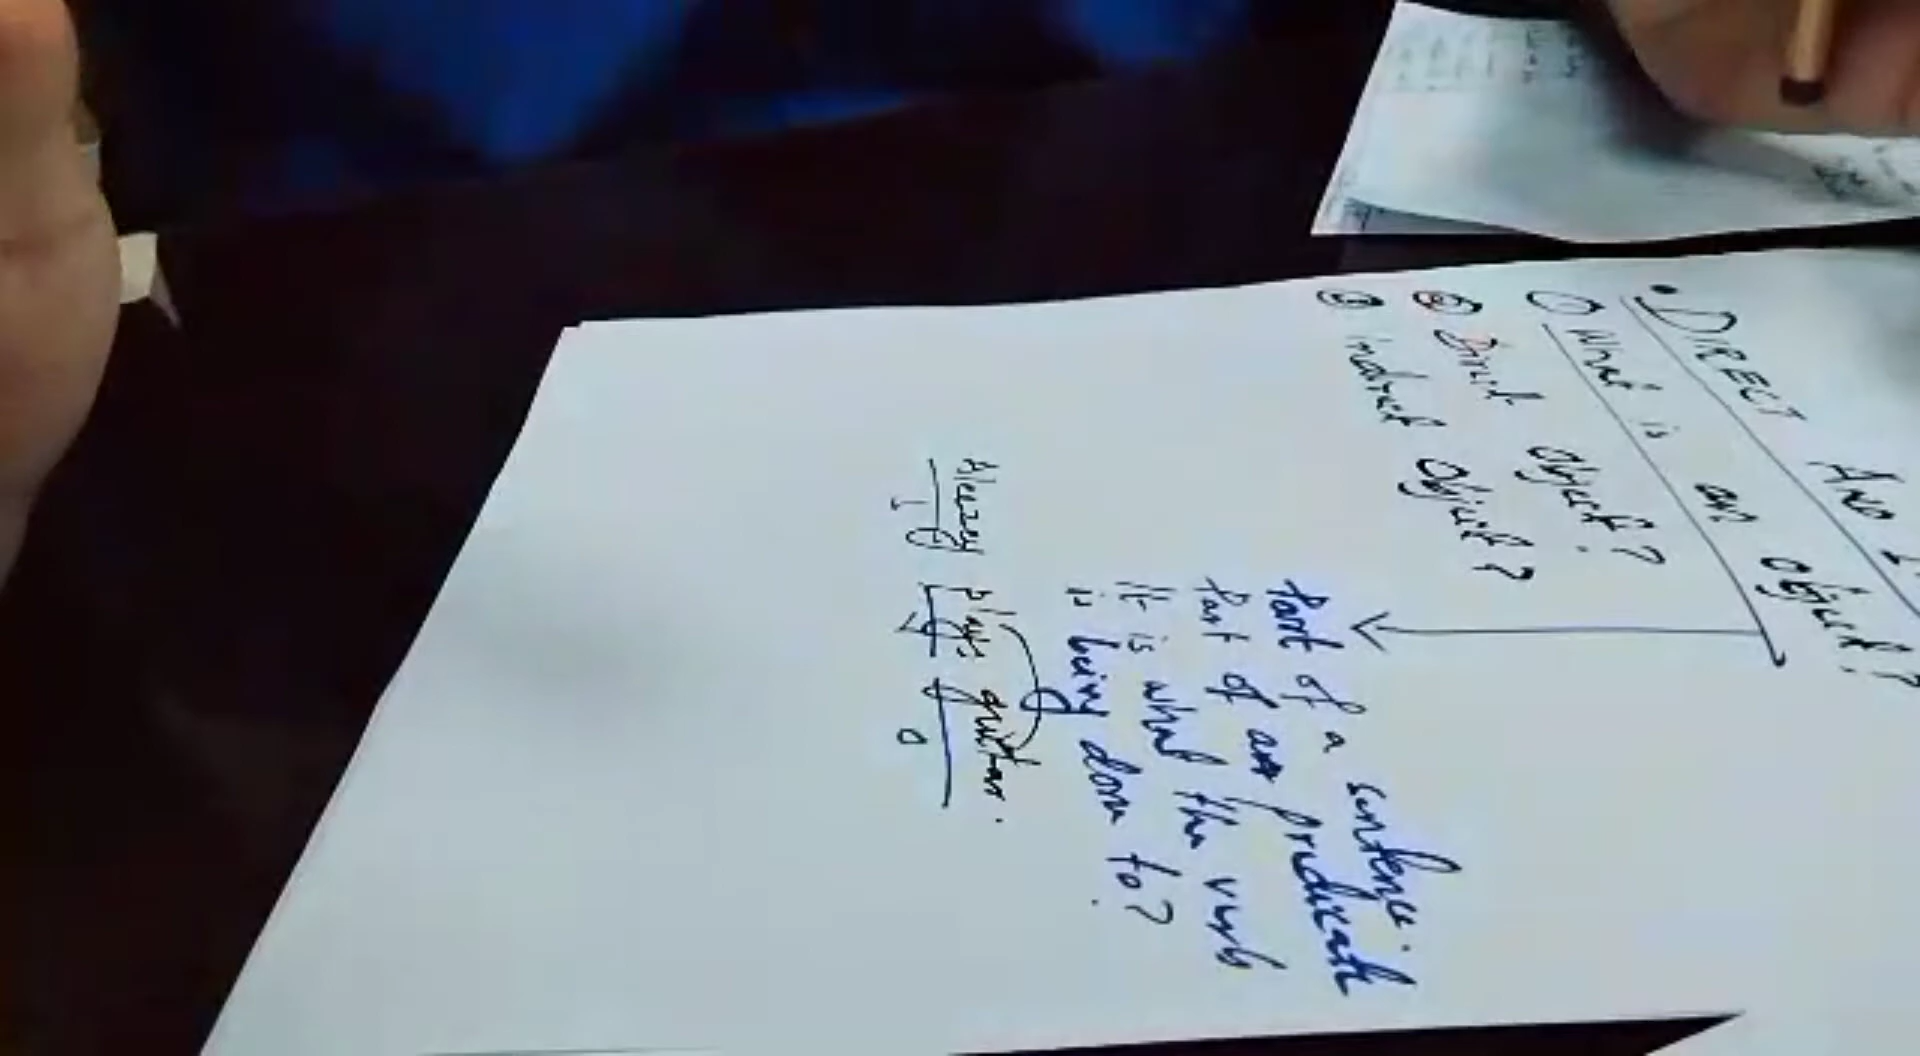 • DIRECT AND
① What is an object?
② Direct Object?
③ indirect Object?
Part of a sentence.
Part of a predicate
It is what the verb
is being done to?
Aleezey plays guitar.
S V O